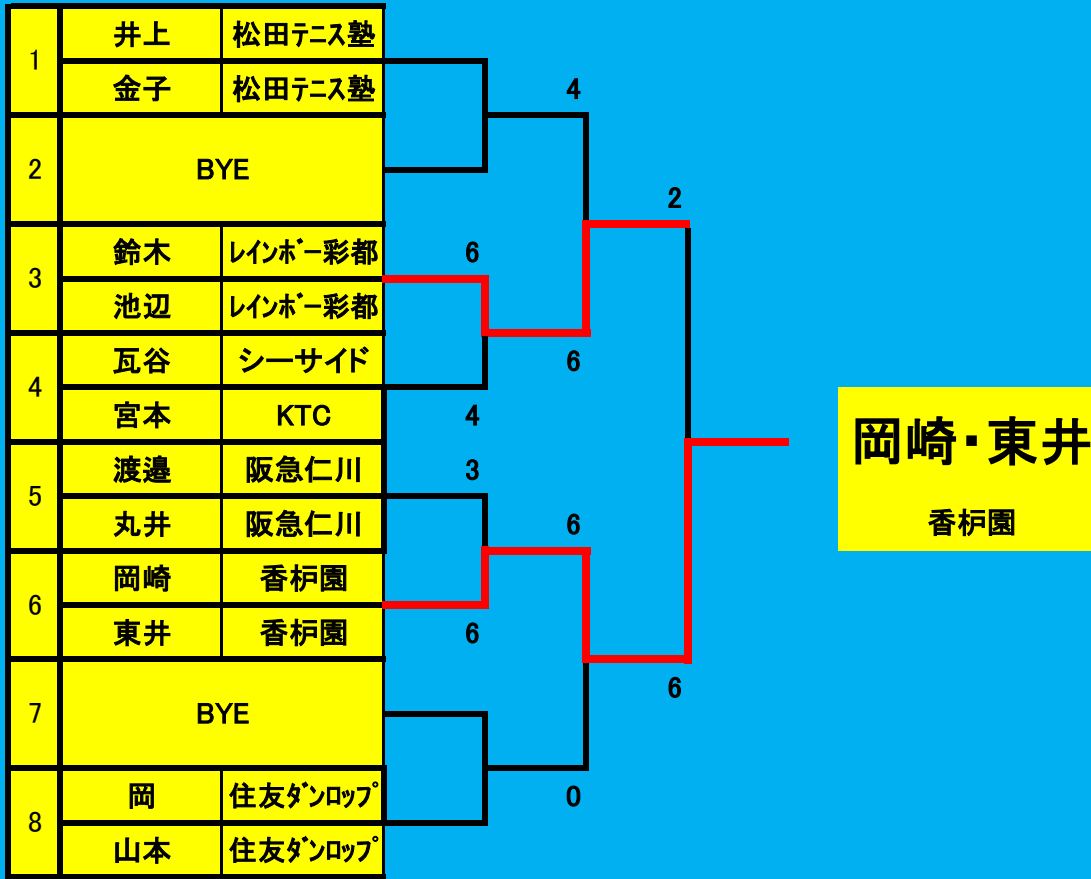 1 井上 松田テニス塾
金子 松田テニス塾
4
2 BYE
2
3 鈴木 レインボー彩都
6
池辺 レインボー彩都
4 瓦谷 シーサイド
6
宮本 KTC
4
岡崎・東井
5 渡邉 阪急仁川
3
丸井 阪急仁川
6
香枦園
6 岡崎 香枦園
東井 香枦園
6
6
7 BYE
8 岡 住友ダンロップ
0
山本 住友ダンロップ